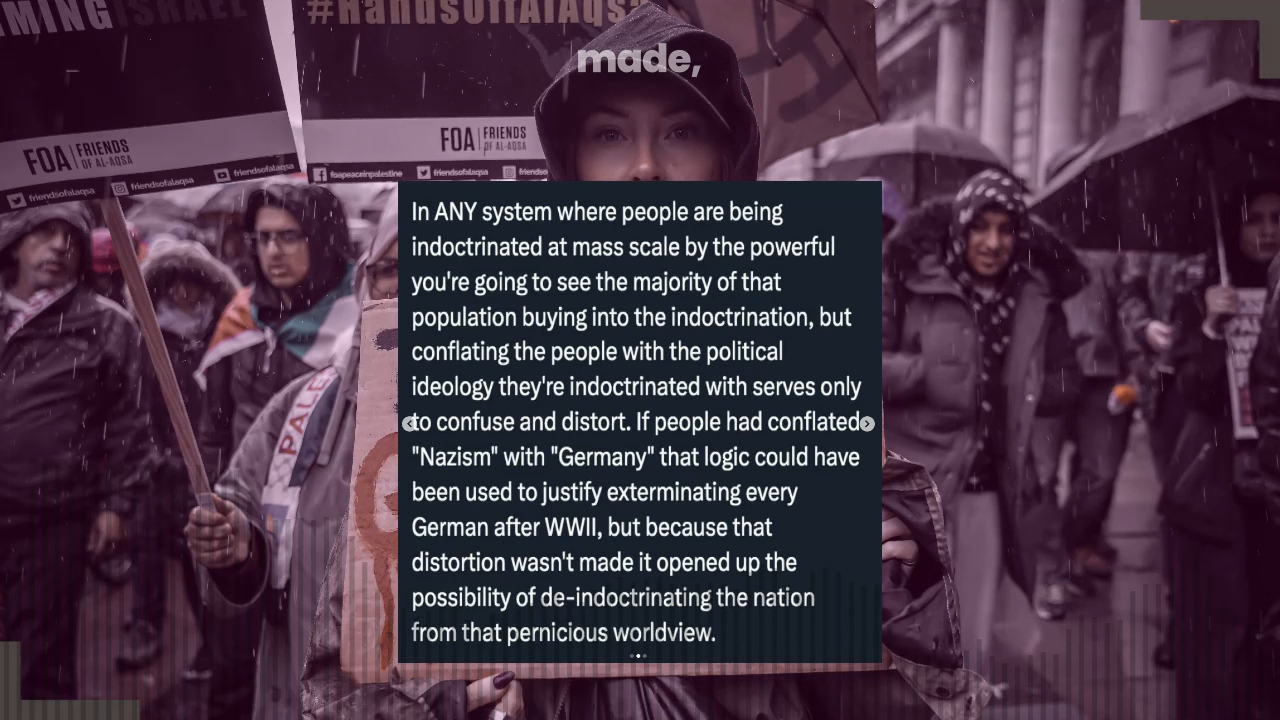 MING ISRAEL
#HandsOffAlAqsa
made,
FOA | FRIENDS
OF AL-AQSA
friendsofalaqsa friendsofalaqsa friendsofalaqsa
FOA | FRIENDS
OF AL-AQSA
foapeacepalestine friendsofalaqsa friendso
In ANY system where people are being
indoctrinated at mass scale by the powerful
you're going to see the majority of that
population buying into the indoctrination, but
conflating the people with the political
ideology they're indoctrinated with serves only
to confuse and distort. If people had conflated
"Nazism" with "Germany" that logic could have
been used to justify exterminating every
German after WWII, but because that
distortion wasn't made it opened up the
possibility of de-indoctrinating the nation
from that pernicious worldview.
PALE